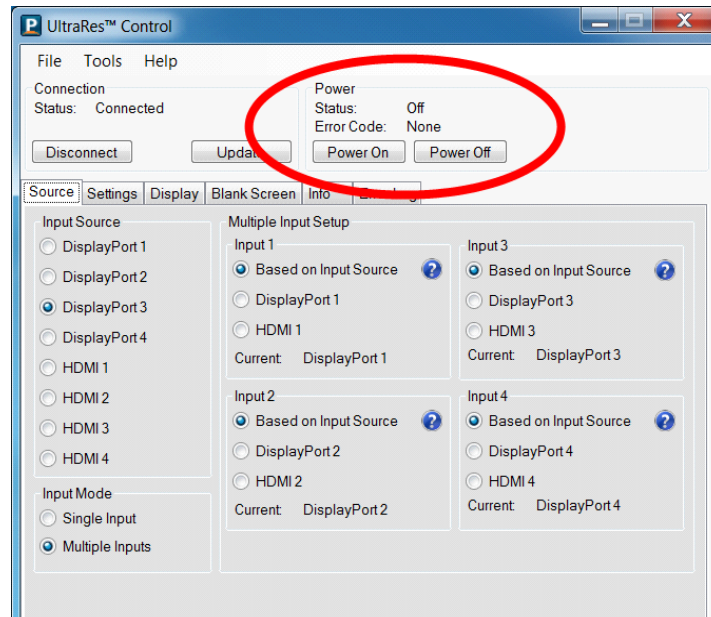 UltraRes™ Control
File Tools Help
Connection
Status: Connected
Disconnect
Update
Power
Status: Off
Error Code: None
Power On
Power Off
Source Settings Display Blank Screen Info
Input Source
DisplayPort 1
DisplayPort 2
DisplayPort 3
DisplayPort 4
HDMI 1
HDMI 2
HDMI 3
HDMI 4
Input Mode
Single Input
Multiple Inputs
Multiple Input Setup
Input 1
Based on Input Source
DisplayPort 1
HDMI 1
Current: DisplayPort 1
Input 2
Based on Input Source
DisplayPort 2
HDMI 2
Current: DisplayPort 2
Input 3
Based on Input Source
DisplayPort 3
HDMI 3
Current: DisplayPort 3
Input 4
Based on Input Source
DisplayPort 4
HDMI 4
Current: DisplayPort 4